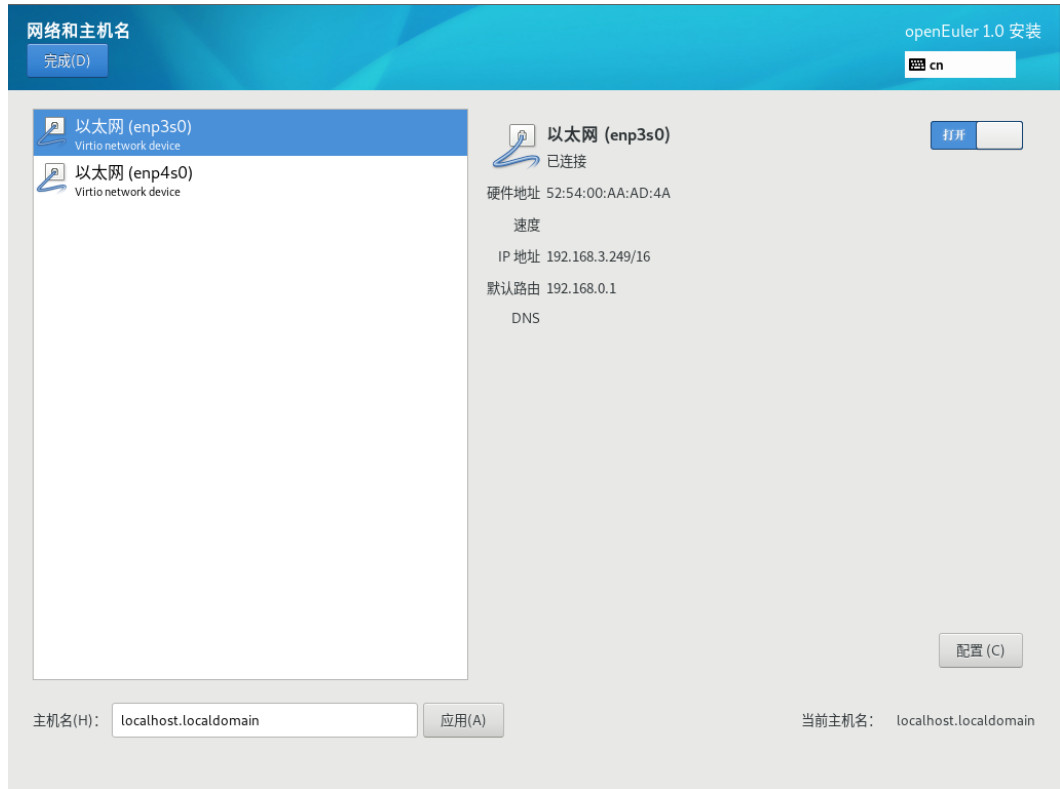 网络和主机名
openEuler 1.0 安装
完成(D)
cn
以太网 (enp3s0)
Virtio network device
以太网 (enp4s0)
Virtio network device
以太网 (enp3s0)
已连接
打开
硬件地址 52:54:00:AA:AD:4A
速度
IP 地址 192.168.3.249/16
默认路由 192.168.0.1
DNS
配置 (C)
主机名(H)： localhost.localdomain 应用(A) 当前主机名： localhost.localdomain